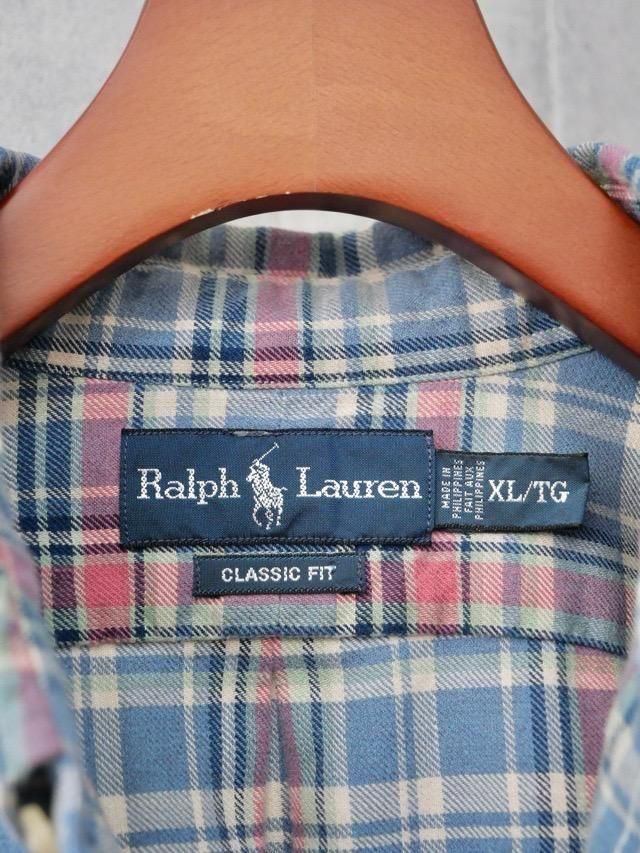 Ralph Lauren
MADE IN
PHILIPPINES
FAIT AUX
PHILIPPINES
XL/TG
CLASSIC FIT